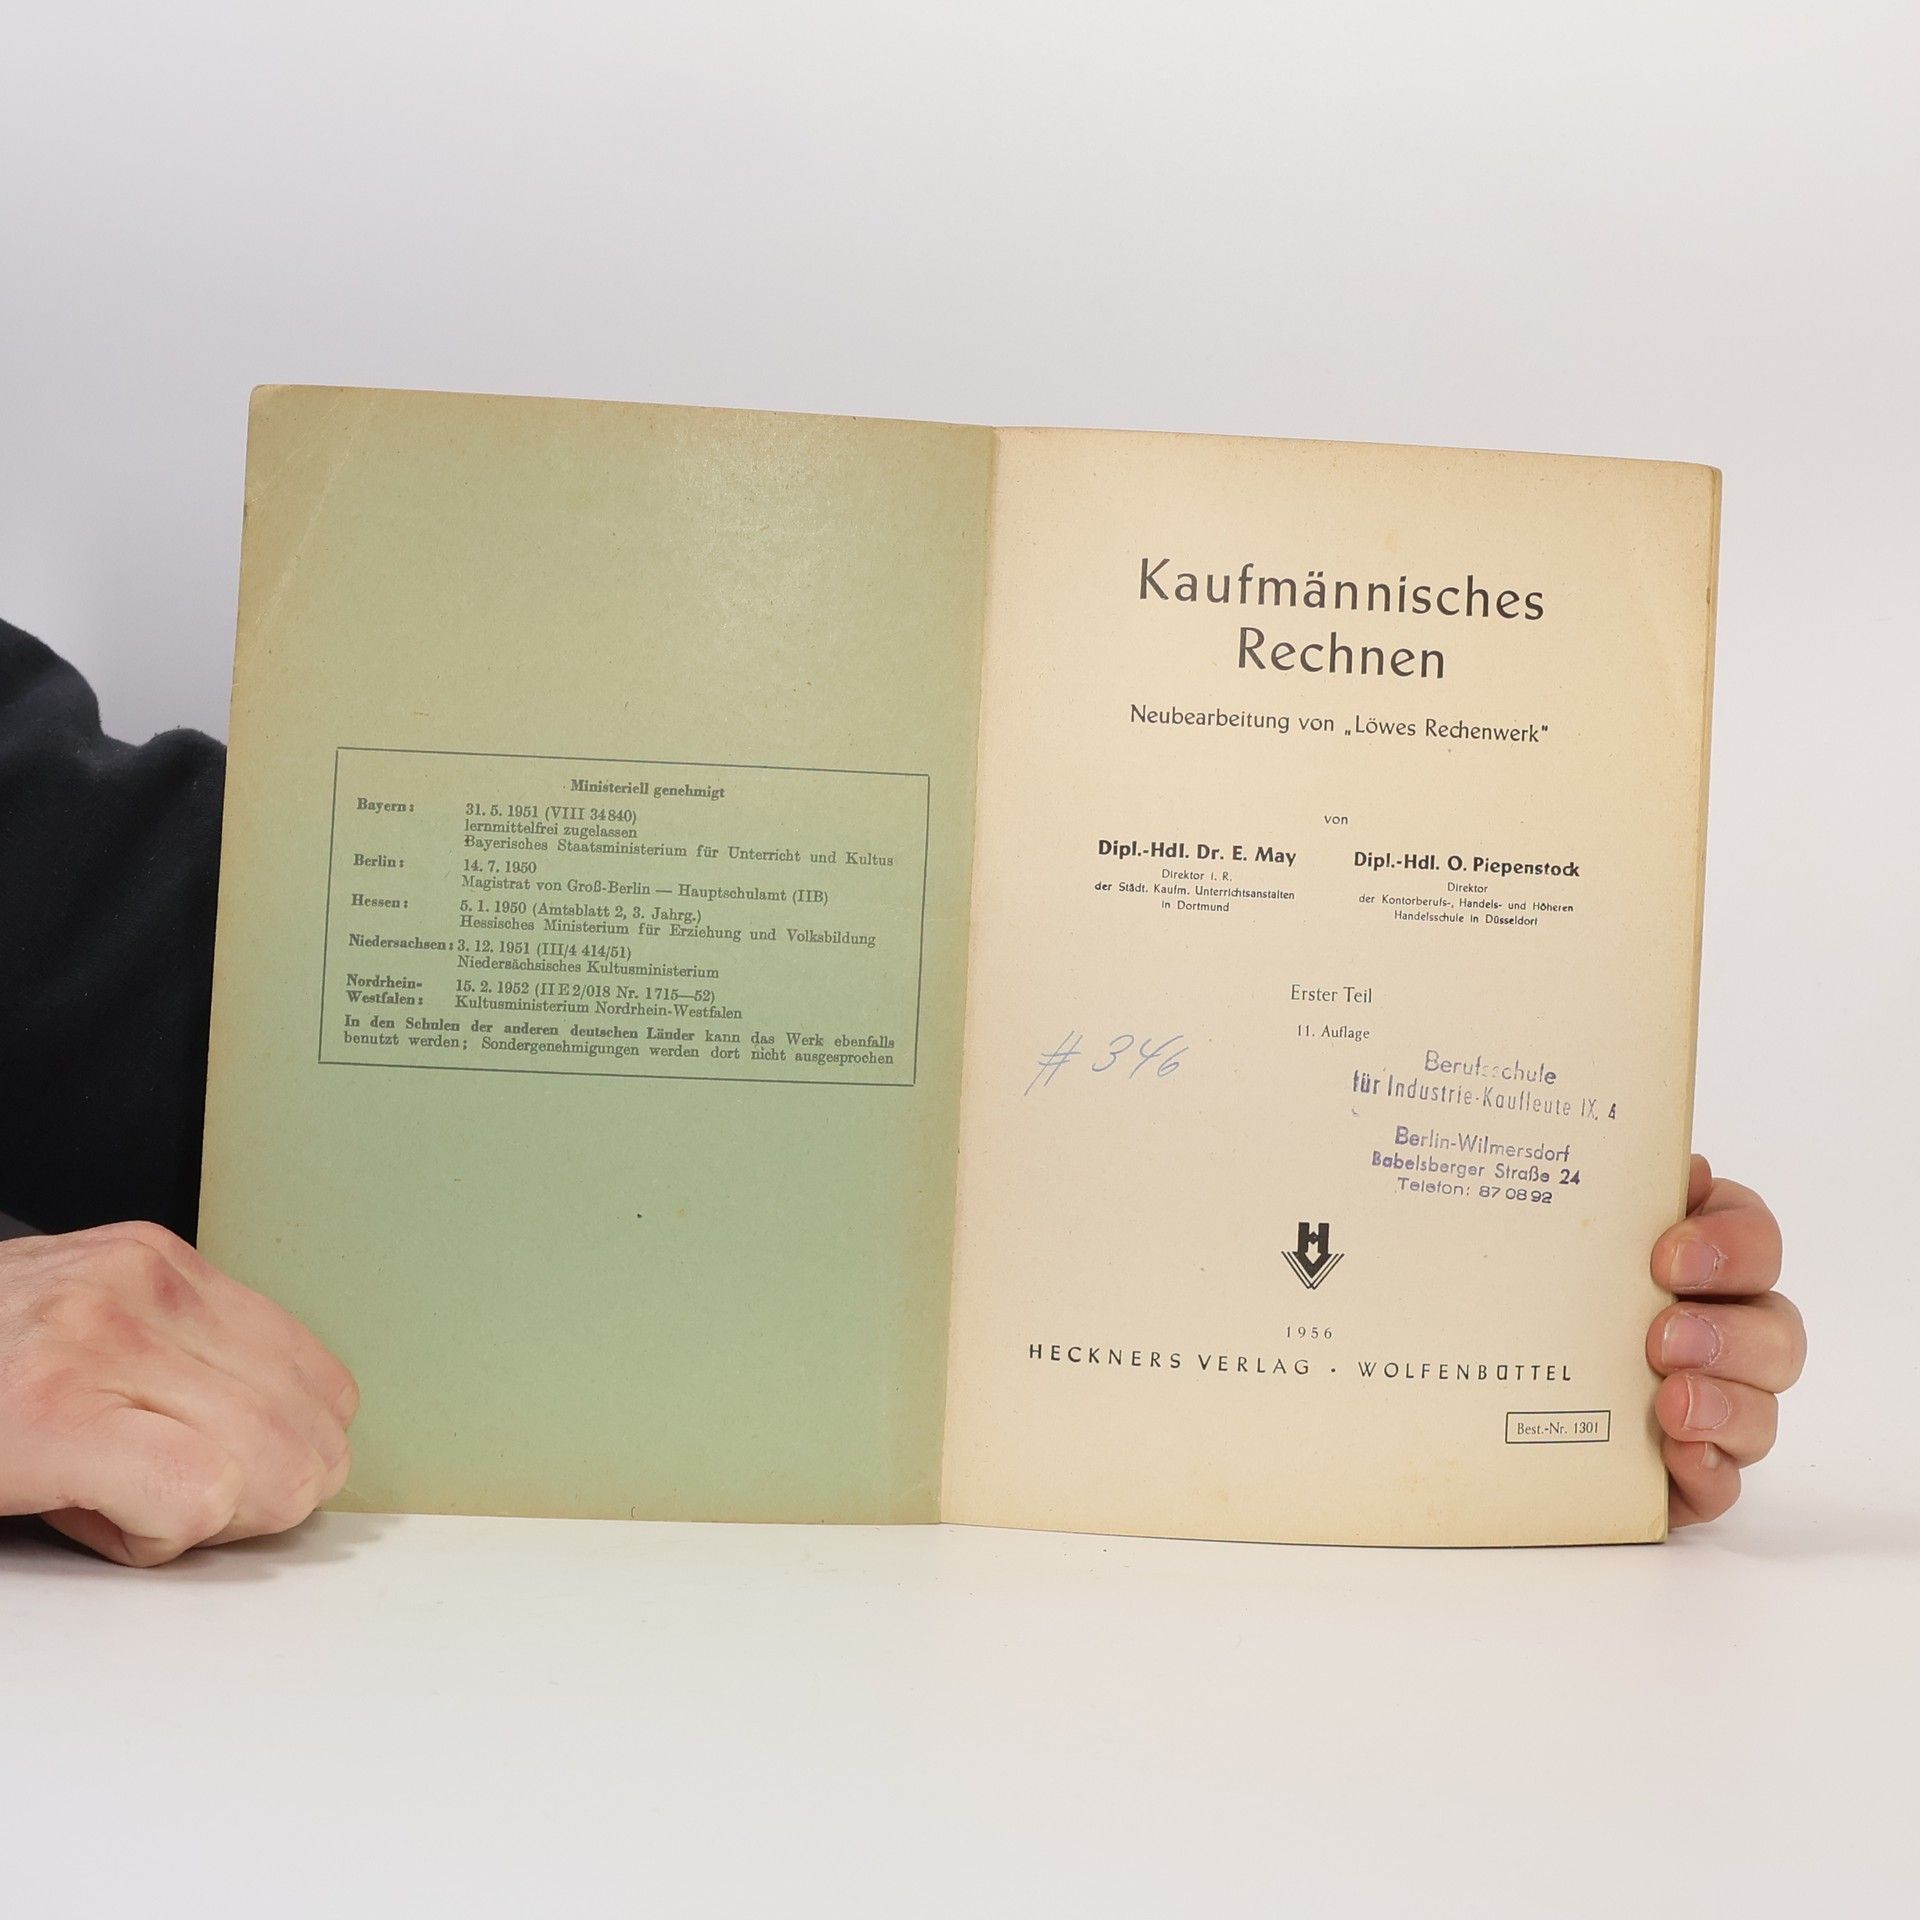 Ministeriell genehmigt
Bayern: 31. 5. 1951 (VIII 34840)
lernmittelfrei zugelassen
Bayerisches Staatsministerium für Unterricht und Kultus
Berlin: 14. 7. 1950
Magistrat von Groß-Berlin — Hauptschulamt (IIB)
Hessen: 5. 1. 1950 (Amtsblatt 2, 3. Jahrg.)
Hessisches Ministerium für Erziehung und Volksbildung
Niedersachsen: 3. 12. 1951 (III/4 414/51)
Niedersächsisches Kultusministerium
Nordrhein- 15. 2. 1952 (II E 2/018 Nr. 1715—52)
Westfalen: Kultusministerium Nordrhein-Westfalen
In den Schulen der anderen deutschen Länder kann das Werk ebenfalls
benutzt werden; Sondergenehmigungen werden dort nicht ausgesprochen
Kaufmännisches
Rechnen
Neubearbeitung von „Löwes Rechenwerk"
von
Dipl.-Hdl. Dr. E. May
Direktor i. R.
der Städt. Kaufm. Unterrichtsanstalten
in Dortmund
Dipl.-Hdl. O. Piepenstock
Direktor
der Kontorberufs-, Handels- und Höheren
Handelsschule in Düsseldorf
Erster Teil
11. Auflage
# 346
Berufsschule
für Industrie-Kaufleute IX. 4
Berlin-Wilmersdorf
Babelsberger Straße 24
Telefon: 87 08 92
H
1956
HECKNERS VERLAG · WOLFENBÜTTEL
Best.-Nr. 1301